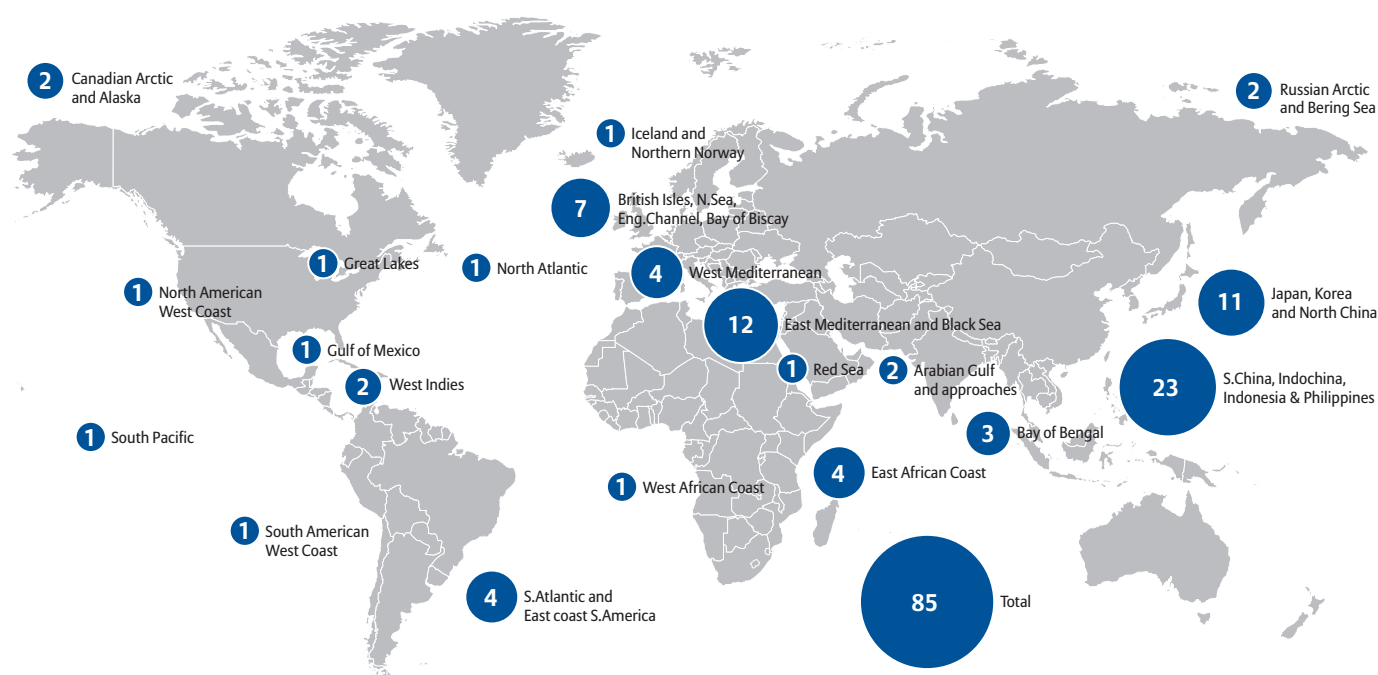 2
Canadian Arctic
and Alaska
2
Russian Arctic
and Bering Sea
1
Iceland and
Northern Norway
7
British Isles, N.Sea,
Eng.Channel, Bay of Biscay
1
Great Lakes
1
North Atlantic
4
West Mediterranean
1
North American
West Coast
11
Japan, Korea
and North China
12
East Mediterranean and Black Sea
1
Gulf of Mexico
1
Red Sea
2
Arabian Gulf
and approaches
2
West Indies
23
S.China, Indochina,
Indonesia & Philippines
1
South Pacific
3
Bay of Bengal
4
East African Coast
1
West African Coast
1
South American
West Coast
4
S.Atlantic and
East coast S.America
85
Total